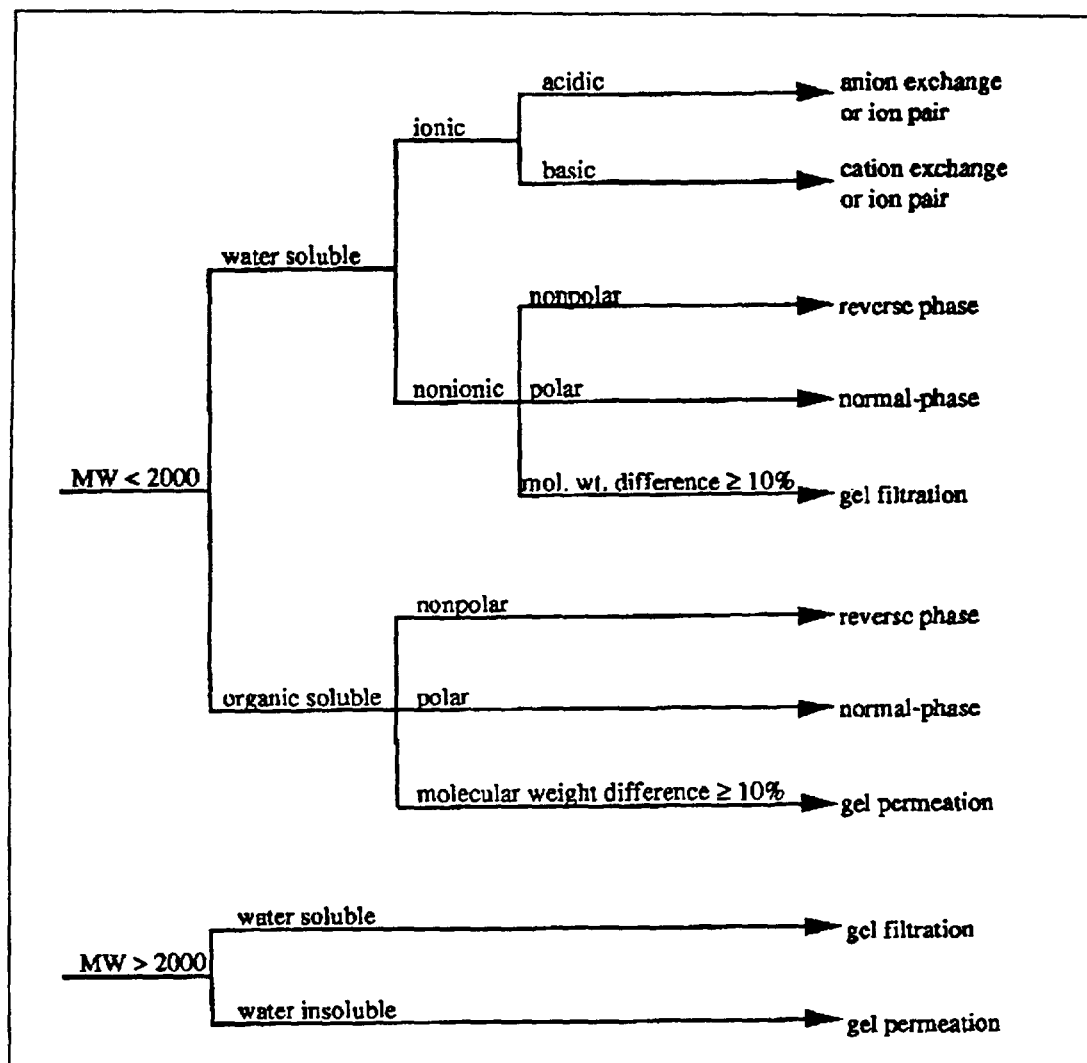 acidic
anion exchange
or ion pair
ionic
basic
cation exchange
or ion pair
water soluble
nonpolar
reverse phase
nonionic
polar
normal-phase
MW < 2000
mol. wt. difference ≥ 10%
gel filtration
nonpolar
reverse phase
organic soluble
polar
normal-phase
molecular weight difference ≥ 10%
gel permeation
water soluble
gel filtration
MW > 2000
water insoluble
gel permeation